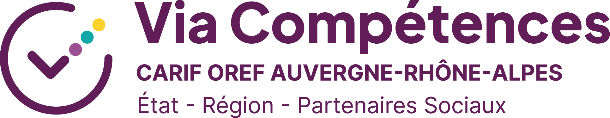 Via Compétences
CARIF OREF AUVERGNE-RHÔNE-ALPES
État - Région - Partenaires Sociaux